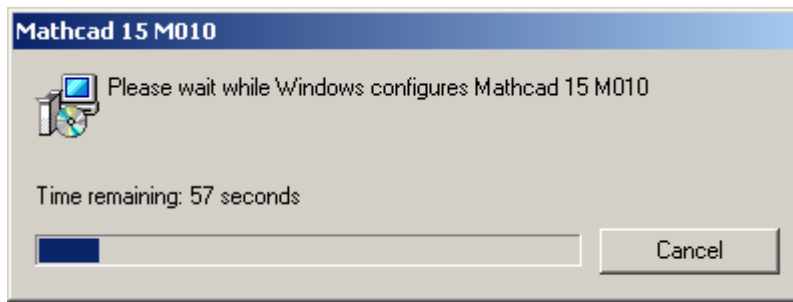 Mathcad 15 M010
Please wait while Windows configures Mathcad 15 M010
Time remaining: 57 seconds
Cancel